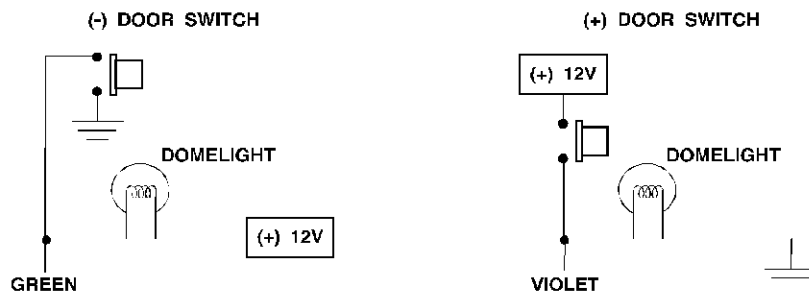 (-) DOOR SWITCH
DOMELIGHT
(+) 12V
GREEN
(+) DOOR SWITCH
(+) 12V
DOMELIGHT
VIOLET